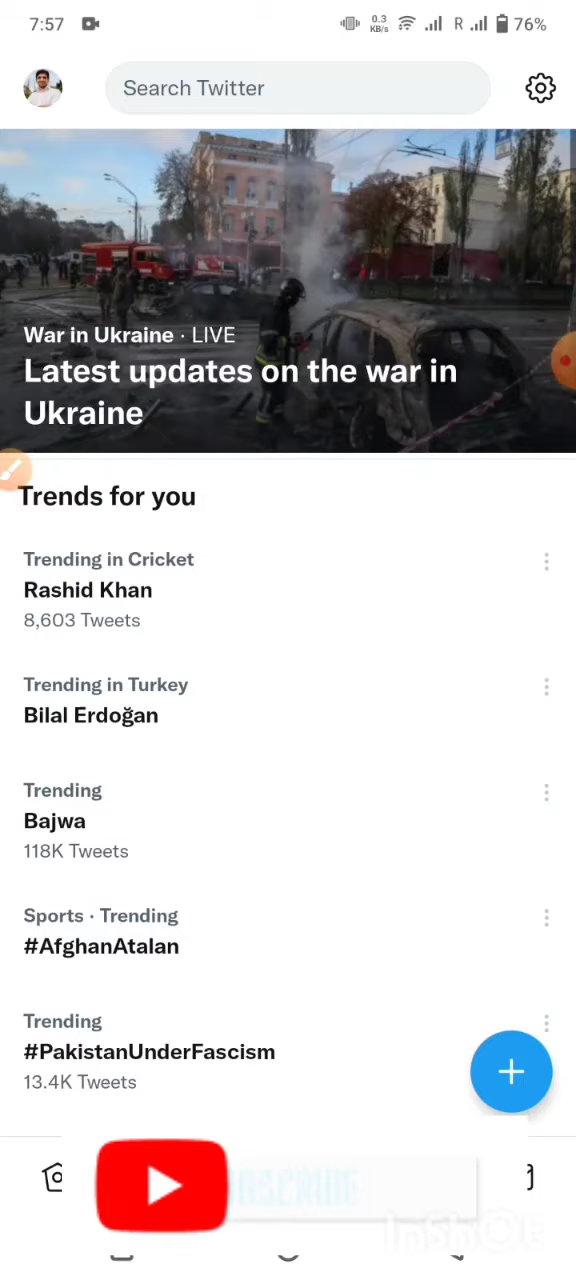 7:57
0.3
KB/s
R
76%
Search Twitter
War in Ukraine · LIVE
Latest updates on the war in
Ukraine
Trends for you
Trending in Cricket
Rashid Khan
8,603 Tweets
Trending in Turkey
Bilal Erdoğan
Trending
Bajwa
118K Tweets
Sports · Trending
#AfghanAtalan
Trending
#PakistanUnderFascism
13.4K Tweets
SUBSCRIBE
InShOt